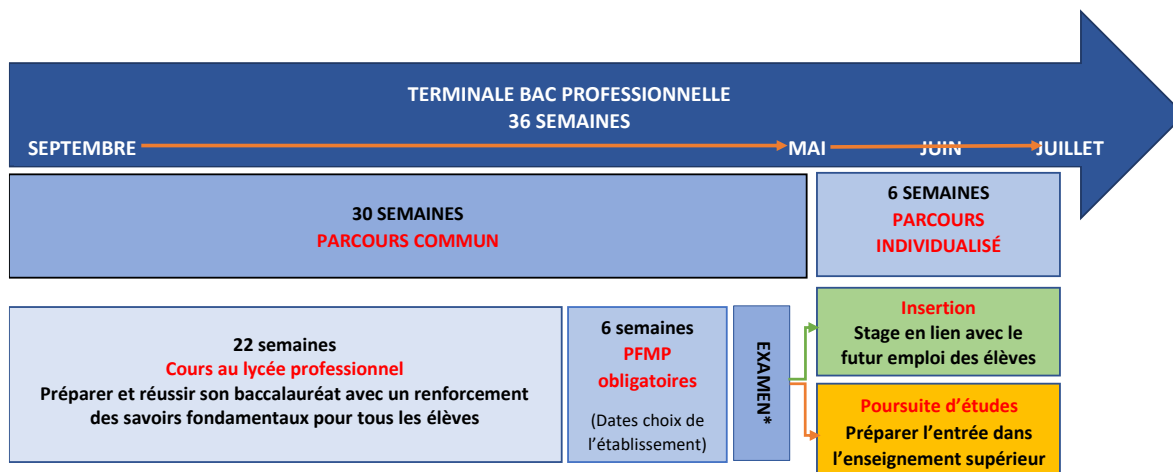 TERMINALE BAC PROFESSIONNELLE
36 SEMAINES
SEPTEMBRE
MAI
JUIN
JUILLET
30 SEMAINES
PARCOURS COMMUN
6 SEMAINES
PARCOURS
INDIVIDUALISÉ
22 semaines
Cours au lycée professionnel
Préparer et réussir son baccalauréat avec un renforcement
des savoirs fondamentaux pour tous les élèves
6 semaines
PFMP
obligatoires
(Dates choix de
l’établissement)
EXAMEN*
Insertion
Stage en lien avec le
futur emploi des élèves
Poursuite d’études
Préparer l’entrée dans
l’enseignement supérieur